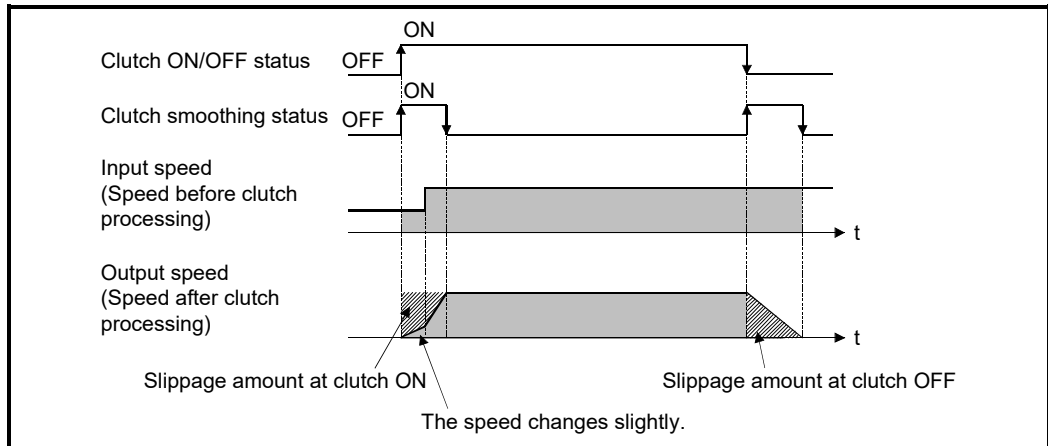 ON
Clutch ON/OFF status OFF
ON
Clutch smoothing status OFF
Input speed
(Speed before clutch
processing)
t
Output speed
(Speed after clutch
processing)
t
Slippage amount at clutch ON
Slippage amount at clutch OFF
The speed changes slightly.